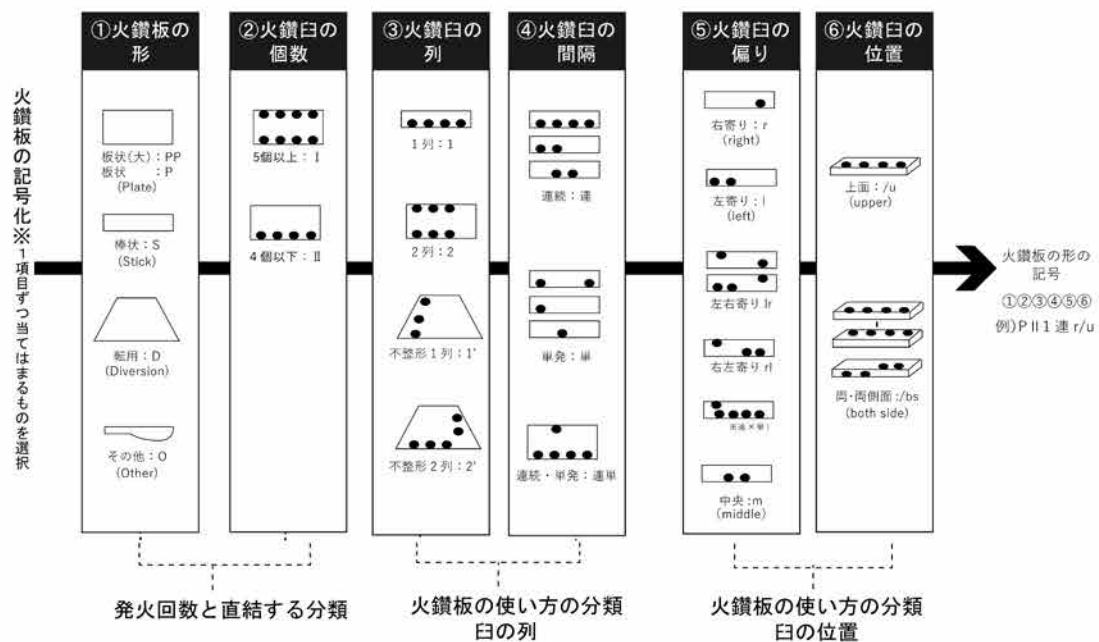 火鑽板の記号化※1項目ずつ当てはまるものを選択
①火鑽板の
形
板状(大)：PP
板状　　：P
(Plate)
棒状：S
(Stick)
転用：D
(Diversion)
その他：O
(Other)
②火鑽臼の
個数
5個以上：Ⅰ
4個以下：Ⅱ
③火鑽臼の
列
1列：1
2列：2
不整形1列：1'
不整形2列：2'
④火鑽臼の
間隔
連続：連
単発：単
連続・単発：連単
⑤火鑽臼の
偏り
右寄り：r
(right)
左寄り：l
(left)
左右寄り lr
右左寄り rl
中央：m
(middle)
⑥火鑽臼の
位置
上面：/u
(upper)
両・両側面：/bs
(both side)
火鑽板の形の
記号
①②③④⑤⑥
例)PⅡ1連 r/u
発火回数と直結する分類
火鑽板の使い方の分類
臼の列
火鑽板の使い方の分類
臼の位置